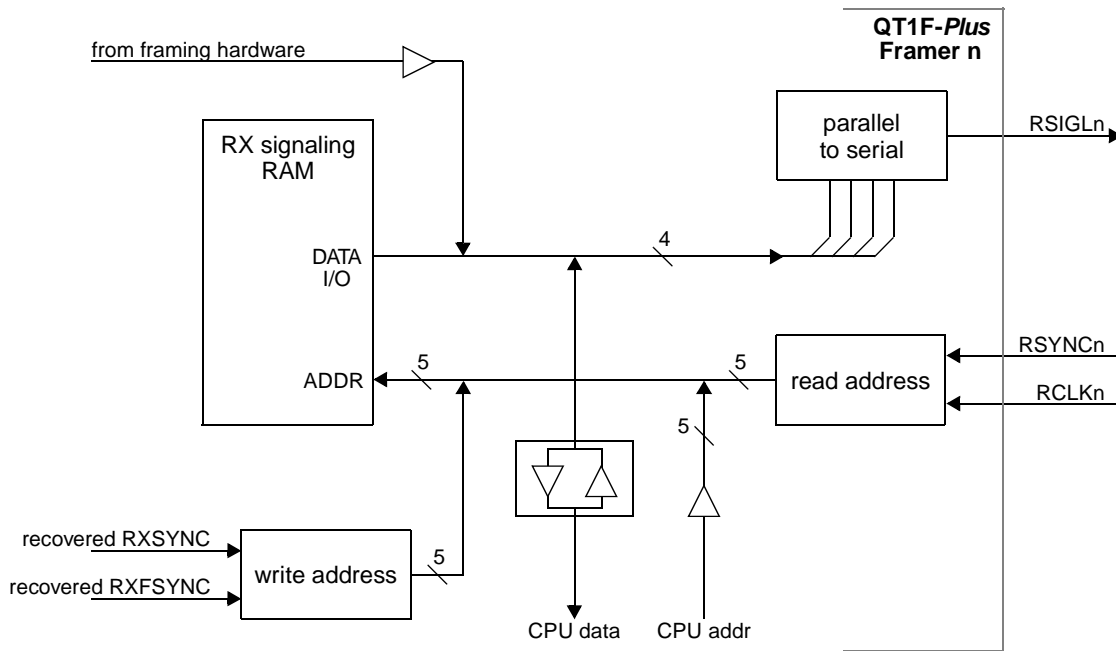 QT1F-Plus
Framer n
from framing hardware
RX signaling
RAM
parallel
to serial
RSIGLn
DATA
I/O
4
RSYNCn
ADDR
5
5
read address
RCLKn
5
recovered RXSYNC
write address
5
recovered RXFSYNC
CPU data
CPU addr